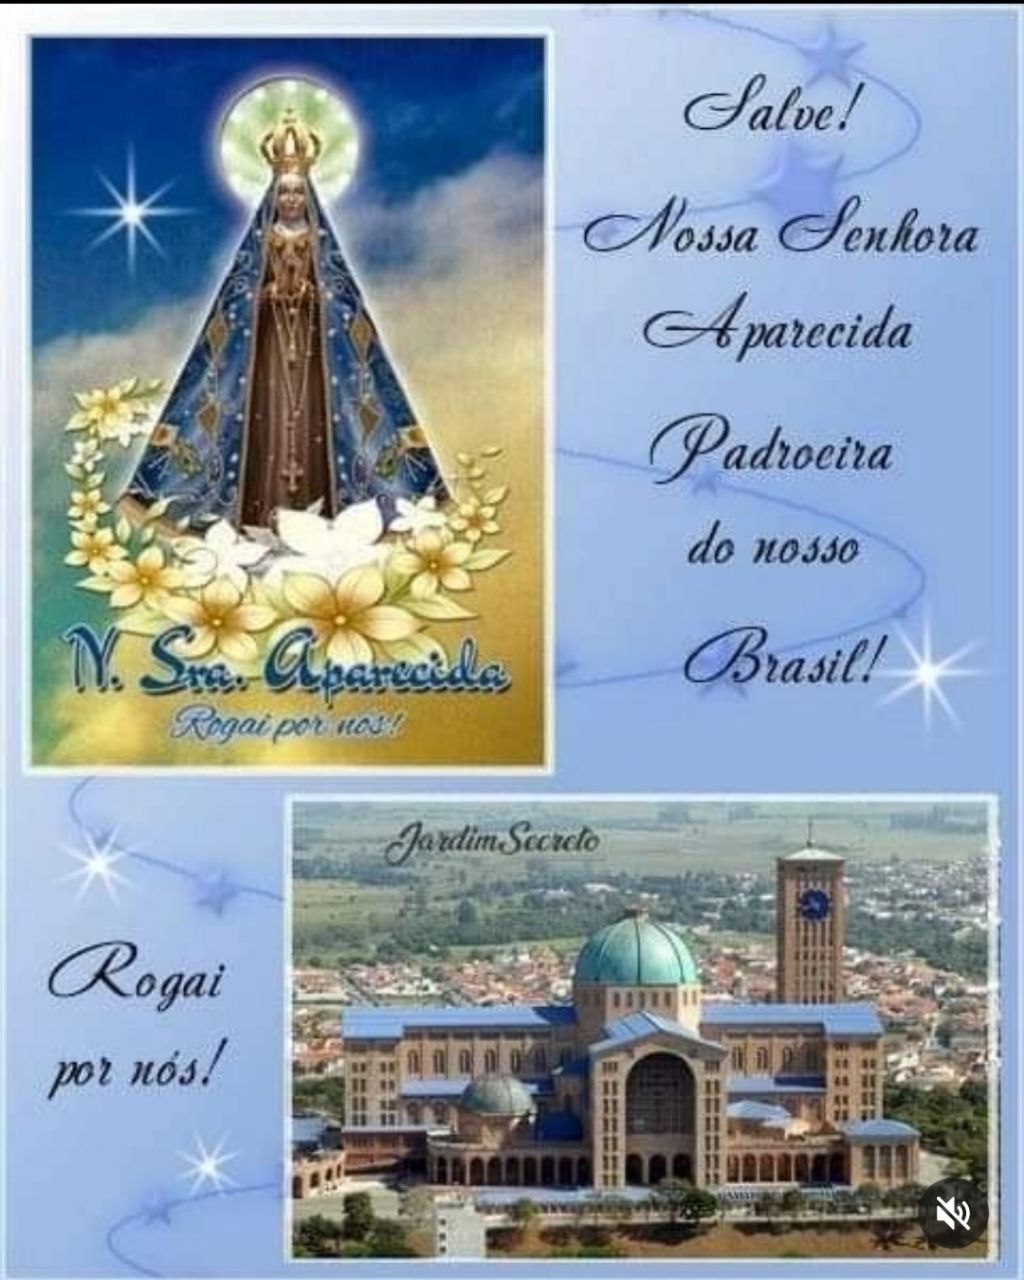 Salve!
Nossa Senhora
Aparecida
Padroeira
do nosso
Brasil!
N. Sra. Aparecida
Rogai por nós!
JardimSecreto
Rogai
por nós!